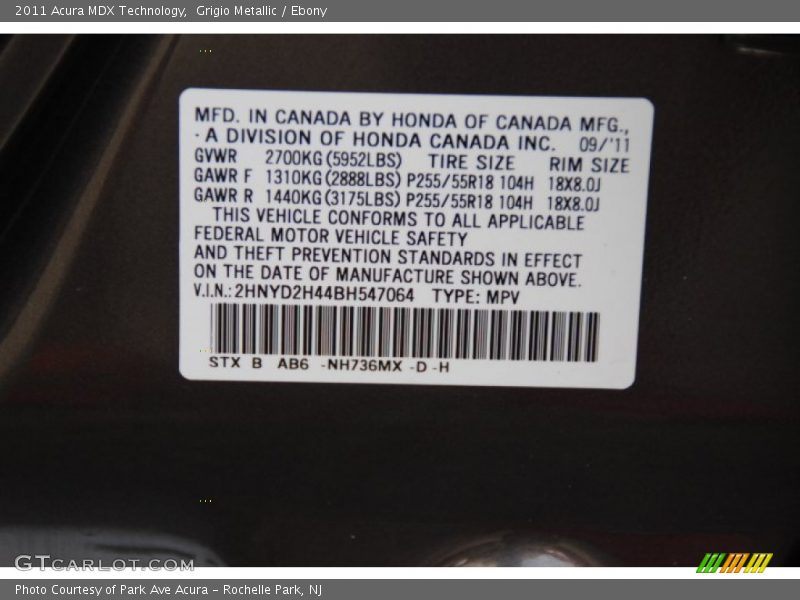 2011 Acura MDX Technology,  Grigio Metallic / Ebony
MFD. IN CANADA BY HONDA OF CANADA MFG.,
- A DIVISION OF HONDA CANADA INC. 09/'11
GVWR 2700KG(5952LBS) TIRE SIZE RIM SIZE
GAWR F 1310KG(2888LBS) P255/55R18 104H 18X8.0J
GAWR R 1440KG(3175LBS) P255/55R18 104H 18X8.0J
THIS VEHICLE CONFORMS TO ALL APPLICABLE
FEDERAL MOTOR VEHICLE SAFETY
AND THEFT PREVENTION STANDARDS IN EFFECT
ON THE DATE OF MANUFACTURE SHOWN ABOVE.
V.I.N.: 2HNYD2H44BH547064 TYPE: MPV
STX B AB6 -NH736MX -D -H
GTCARLOT.COM
Photo Courtesy of Park Ave Acura - Rochelle Park, NJ